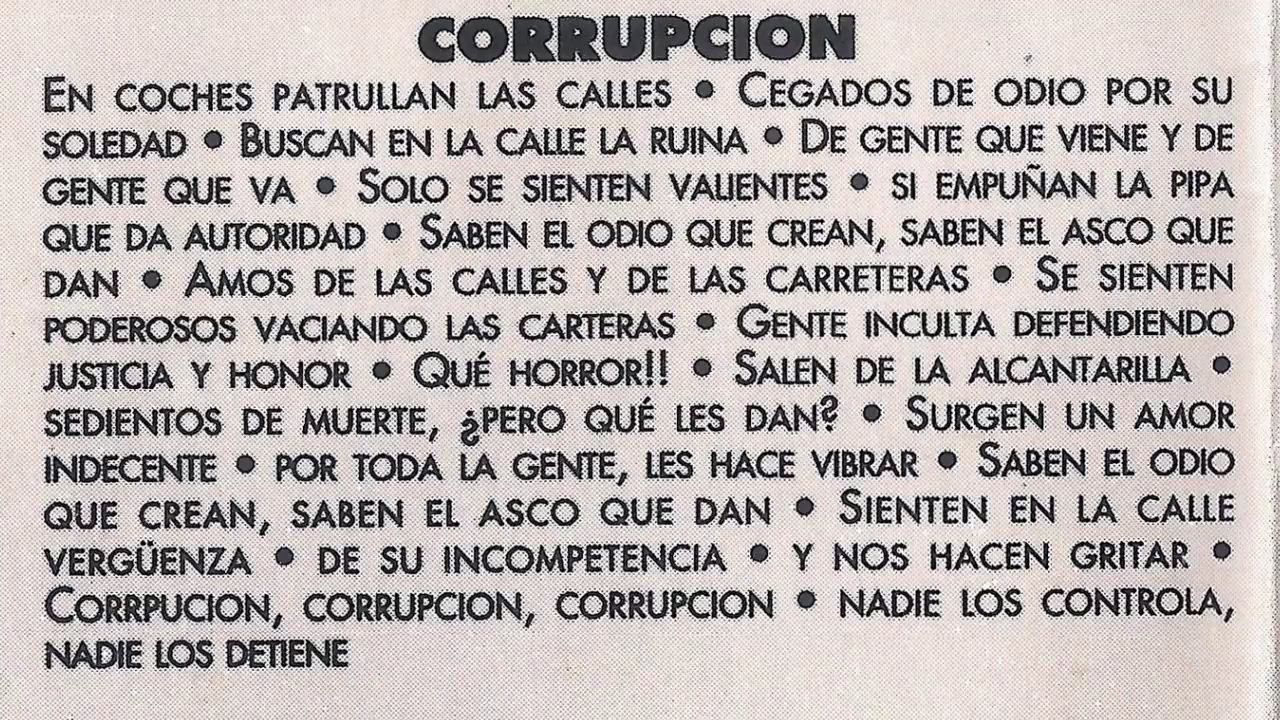 CORRUPCION
EN COCHES PATRULLAN LAS CALLES • CEGADOS DE ODIO POR SU
SOLEDAD • BUSCAN EN LA CALLE LA RUINA • DE GENTE QUE VIENE Y DE
GENTE QUE VA • SOLO SE SIENTEN VALIENTES • SI EMPUÑAN LA PIPA
QUE DA AUTORIDAD • SABEN EL ODIO QUE CREAN, SABEN EL ASCO QUE
DAN • AMOS DE LAS CALLES Y DE LAS CARRETERAS • SE SIENTEN
PODEROSOS VACIANDO LAS CARTERAS • GENTE INCULTA DEFENDIENDO
JUSTICIA Y HONOR • QUÉ HORROR!! • SALEN DE LA ALCANTARILLA •
SEDIENTOS DE MUERTE, ¿PERO QUÉ LES DAN? • SURGEN UN AMOR
INDECENTE • POR TODA LA GENTE, LES HACE VIBRAR • SABEN EL ODIO
QUE CREAN, SABEN EL ASCO QUE DAN • SIENTEN EN LA CALLE
VERGÜENZA • DE SU INCOMPETENCIA • Y NOS HACEN GRITAR •
CORRPUCION, CORRUPCION, CORRUPCION • NADIE LOS CONTROLA,
NADIE LOS DETIENE